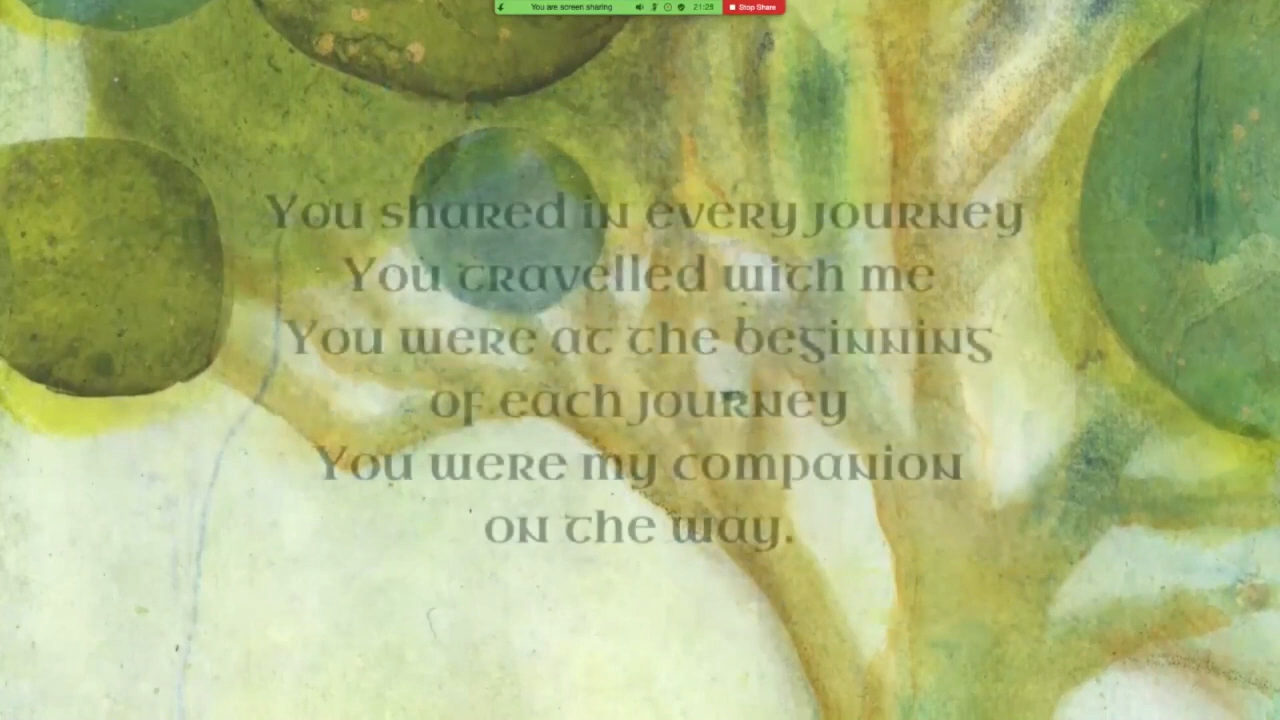 You are screen sharing 21:29 Stop Share
You shared in every journey
You travelled with me
You were at the beginning
of each journey
You were my companion
on the way.